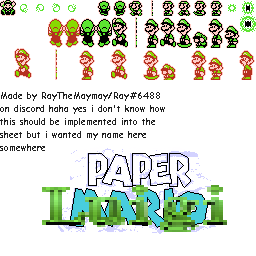 Made by RayTheMaymay/Ray#6488
on discord haha yes i don't know how
this should be implemented into the
sheet but i wanted my name here
somewhere
PAPER
Luigi